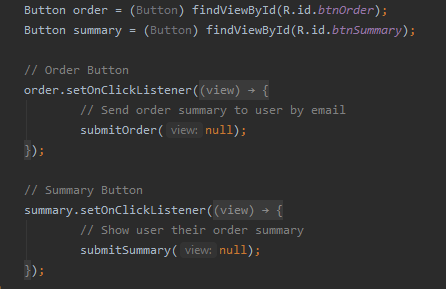 Button order = (Button) findViewById(R.id.btnOrder);
Button summary = (Button) findViewById(R.id.btnSummary);
// Order Button
order.setOnClickListener((view) → {
// Send order summary to user by email
submitOrder( view: null);
});
// Summary Button
summary.setOnClickListener((view) → {
// Show user their order summary
submitSummary( view: null);
});